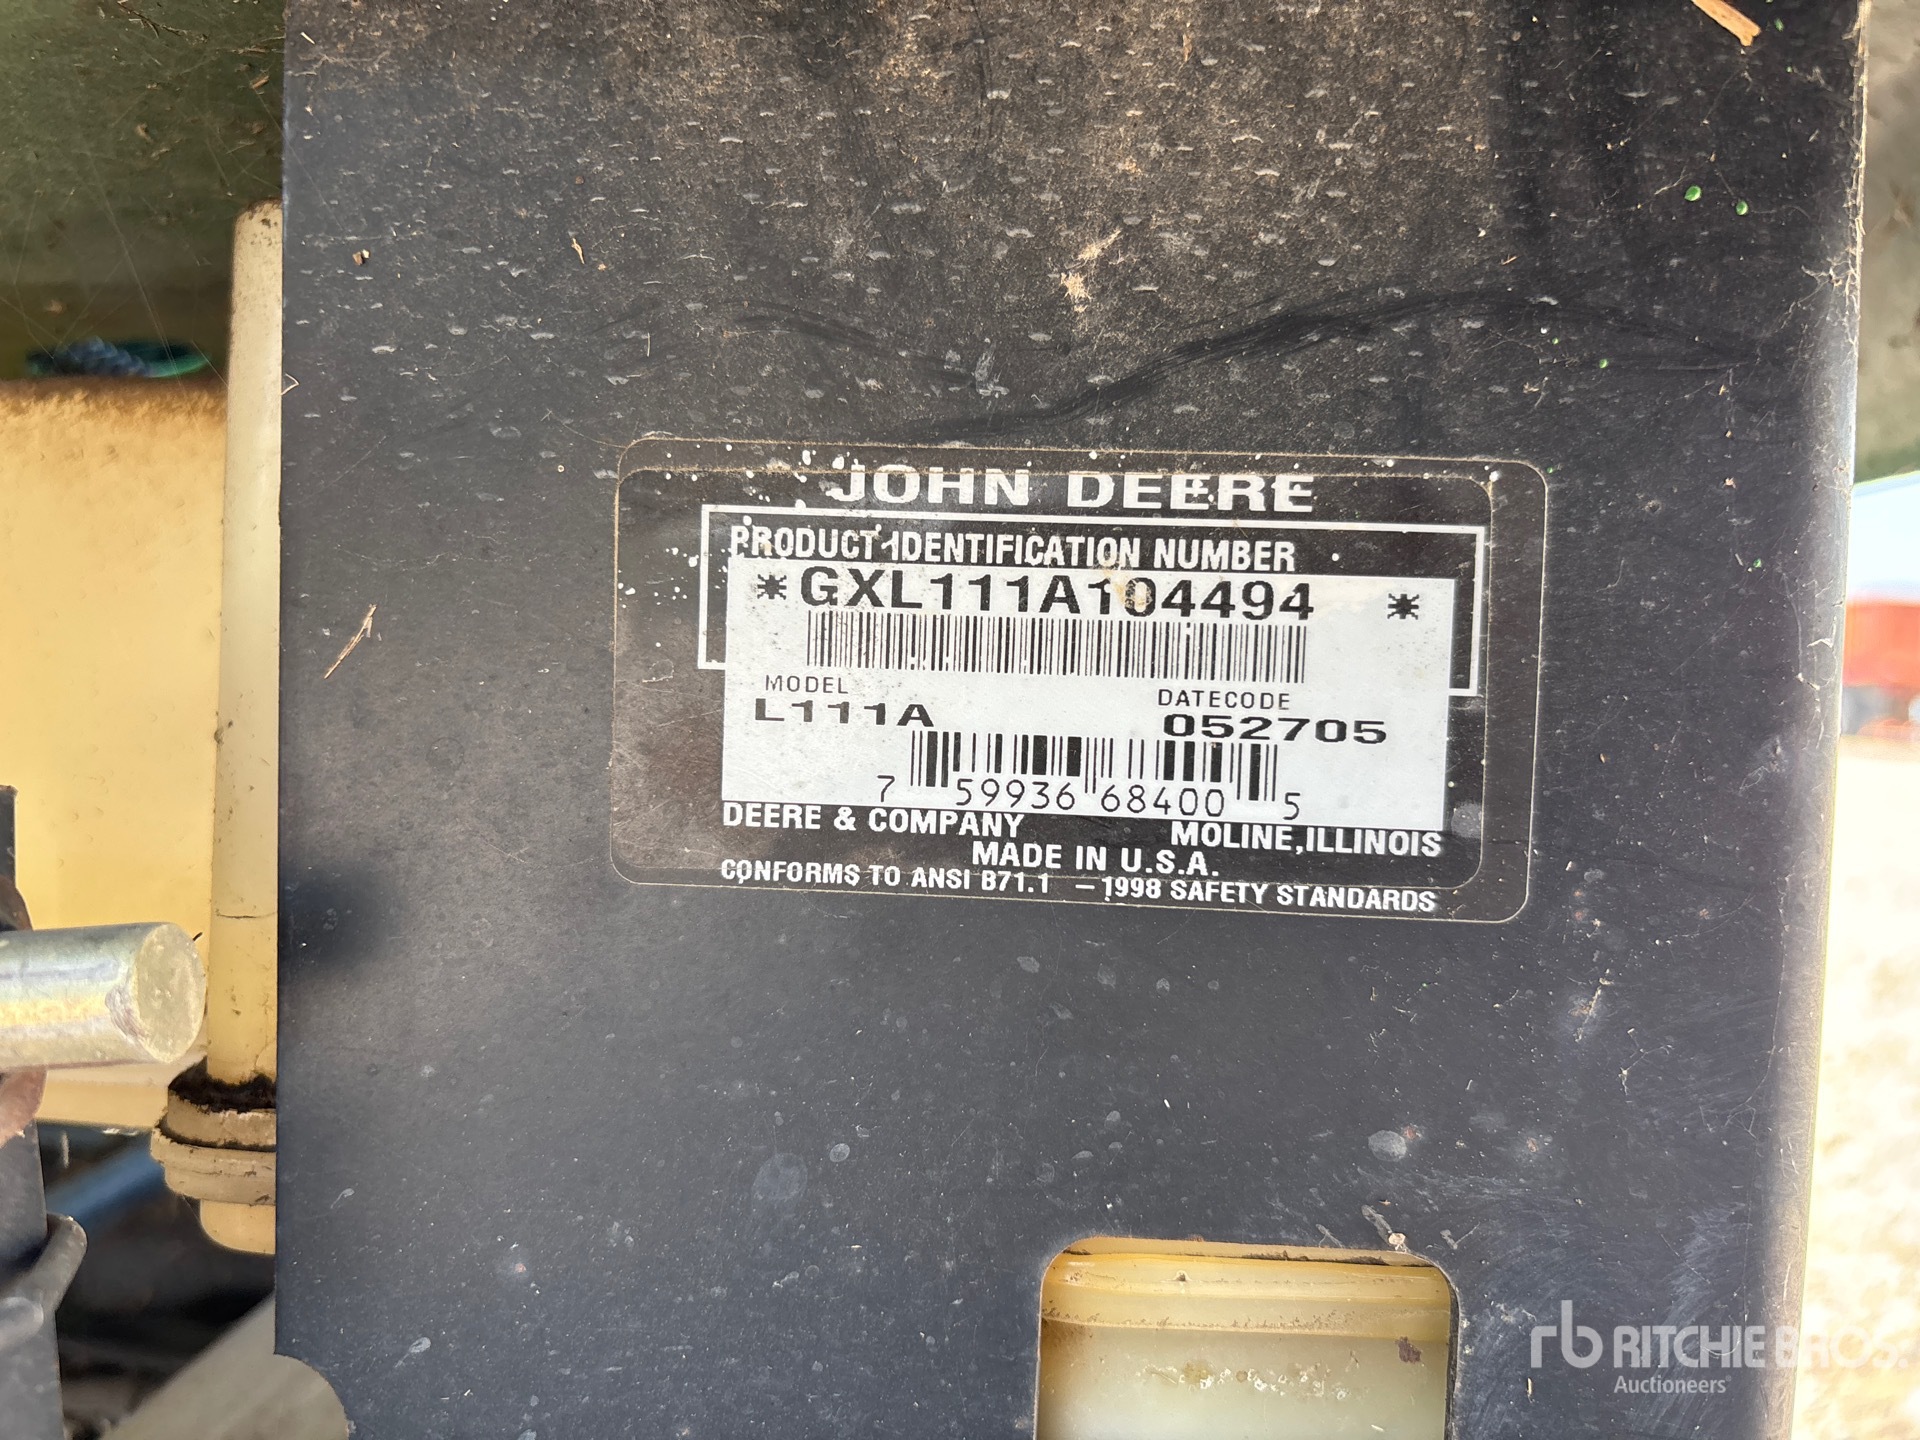 JOHN DEERE
PRODUCT IDENTIFICATION NUMBER
*GXL111A104494 *
MODEL DATECODE
L111A 052705
7 59936 68400 5
DEERE & COMPANY MOLINE, ILLINOIS
MADE IN U.S.A.
CONFORMS TO ANSI B71.1 - 1998 SAFETY STANDARDS
rb RITCHIE BROS.
Auctioneers